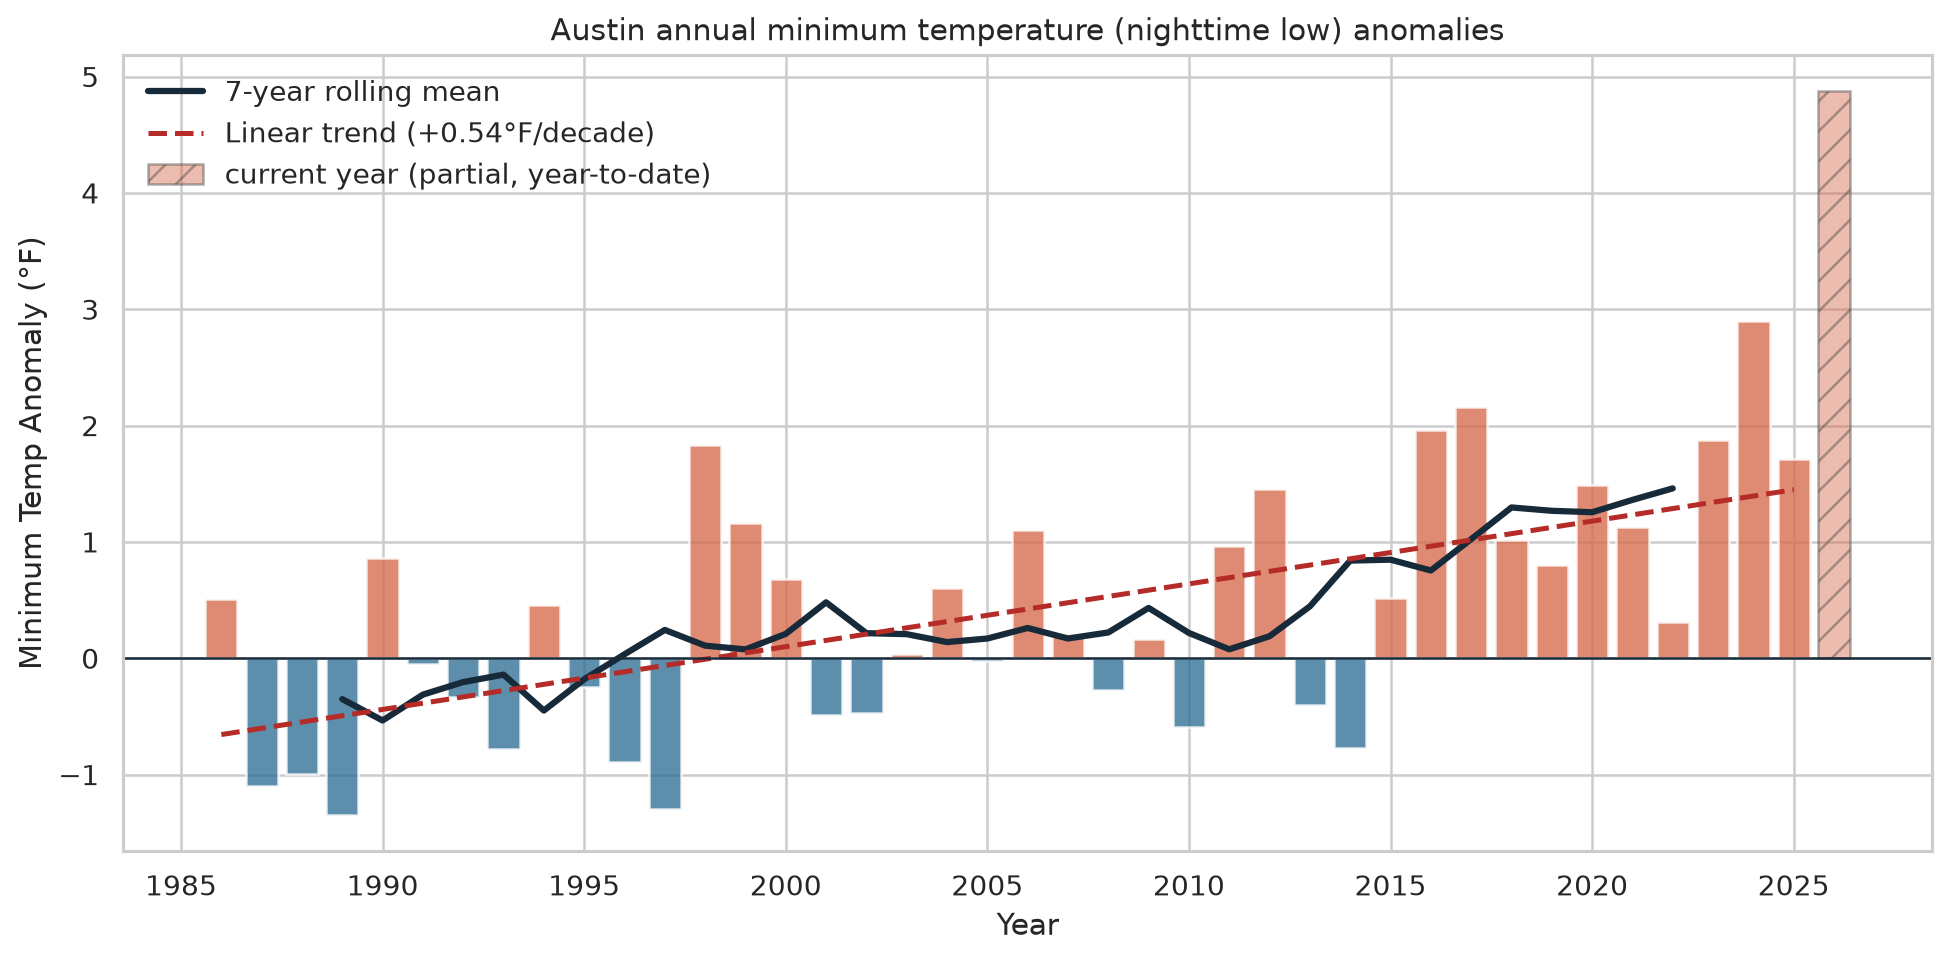 Austin annual minimum temperature (nighttime low) anomalies
7-year rolling mean
Linear trend (+0.54°F/decade)
current year (partial, year-to-date)
Minimum Temp Anomaly (°F)
5
4
3
2
1
0
−1
1985 1990 1995 2000 2005 2010 2015 2020 2025
Year